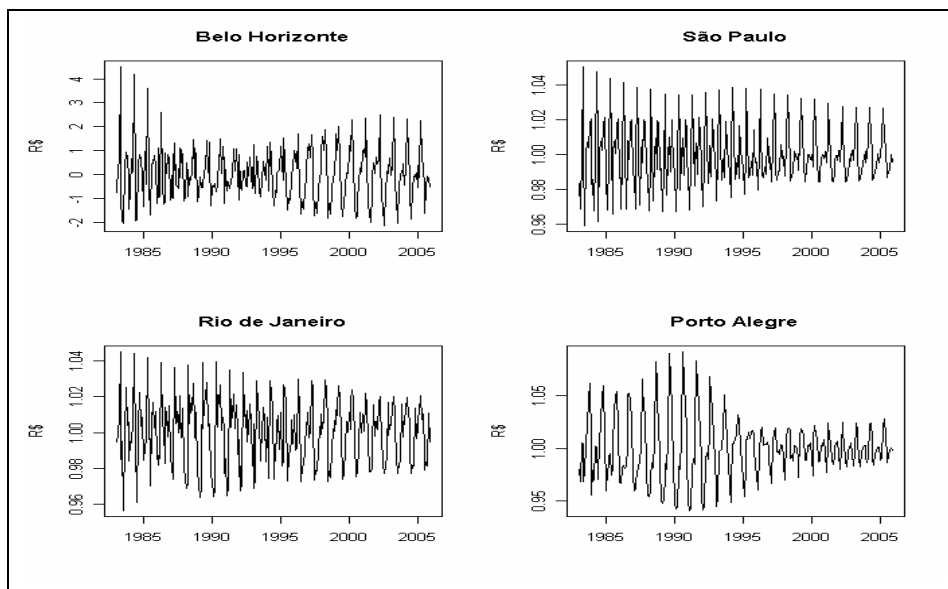 Belo Horizonte
R$
4
3
2
1
0
-1
-2
1985 1990 1995 2000 2005
São Paulo
R$
1.04
1.02
1.00
0.98
0.96
1985 1990 1995 2000 2005
Rio de Janeiro
R$
1.04
1.02
1.00
0.98
0.96
1985 1990 1995 2000 2005
Porto Alegre
R$
1.05
1.00
0.95
1985 1990 1995 2000 2005